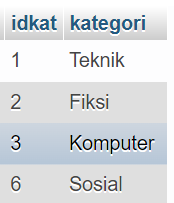 idkat kategori
1 Teknik
2 Fiksi
3 Komputer
6 Sosial